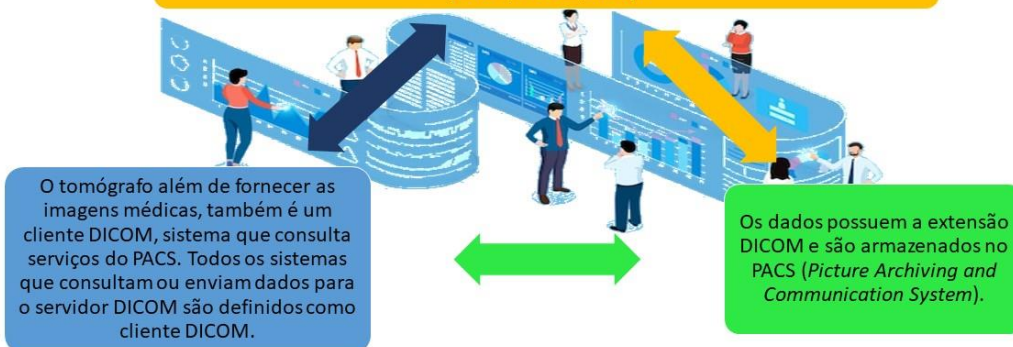 O tomógrafo além de fornecer as
imagens médicas, também é um
cliente DICOM, sistema que consulta
serviços do PACS. Todos os sistemas
que consultam ou enviam dados para
o servidor DICOM são definidos como
cliente DICOM.
Os dados possuem a extensão
DICOM e são armazenados no
PACS (Picture Archiving and
Communication System).